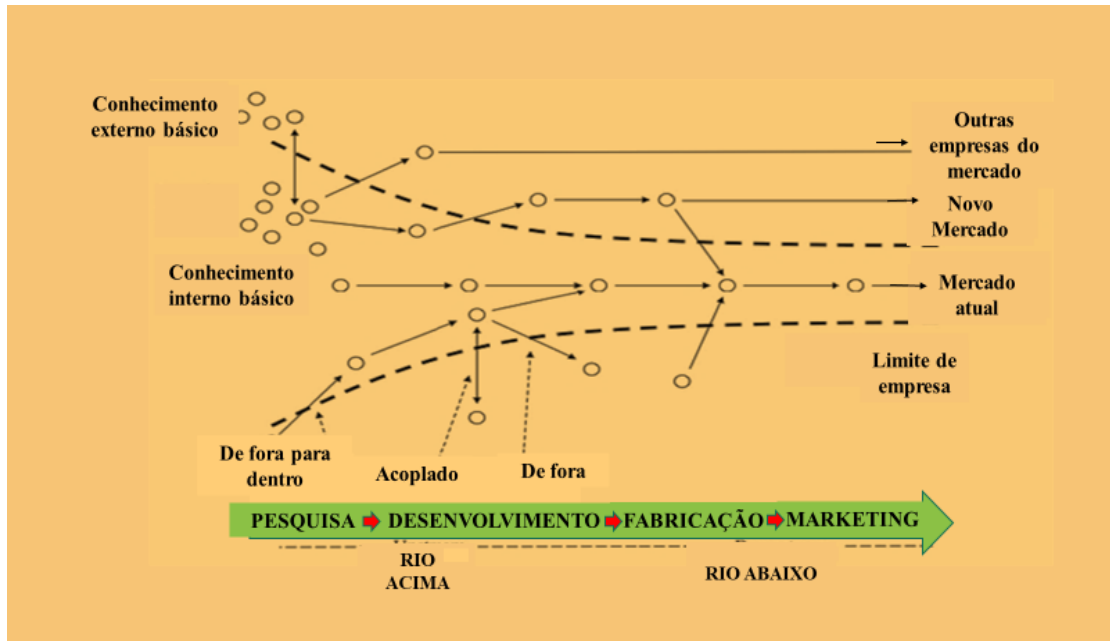 Conhecimento
externo básico
Outras
empresas do
mercado
Novo
Mercado
Conhecimento
interno básico
Mercado
atual
Limite de
empresa
De fora para
dentro
Acoplado
De fora
PESQUISA DESENVOLVIMENTO FABRICAÇÃO MARKETING
RIO
ACIMA
RIO ABAIXO